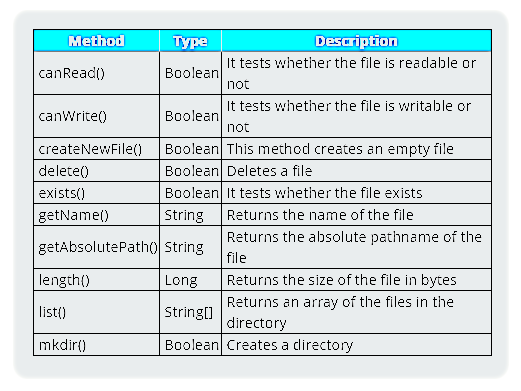 Method Type Description
canRead() Boolean It tests whether the file is readable or
not
canWrite() Boolean It tests whether the file is writable or
not
createNewFile() Boolean This method creates an empty file
delete() Boolean Deletes a file
exists() Boolean It tests whether the file exists
getName() String Returns the name of the file
getAbsolutePath() String Returns the absolute pathname of the
file
length() Long Returns the size of the file in bytes
list() String[] Returns an array of the files in the
directory
mkdir() Boolean Creates a directory